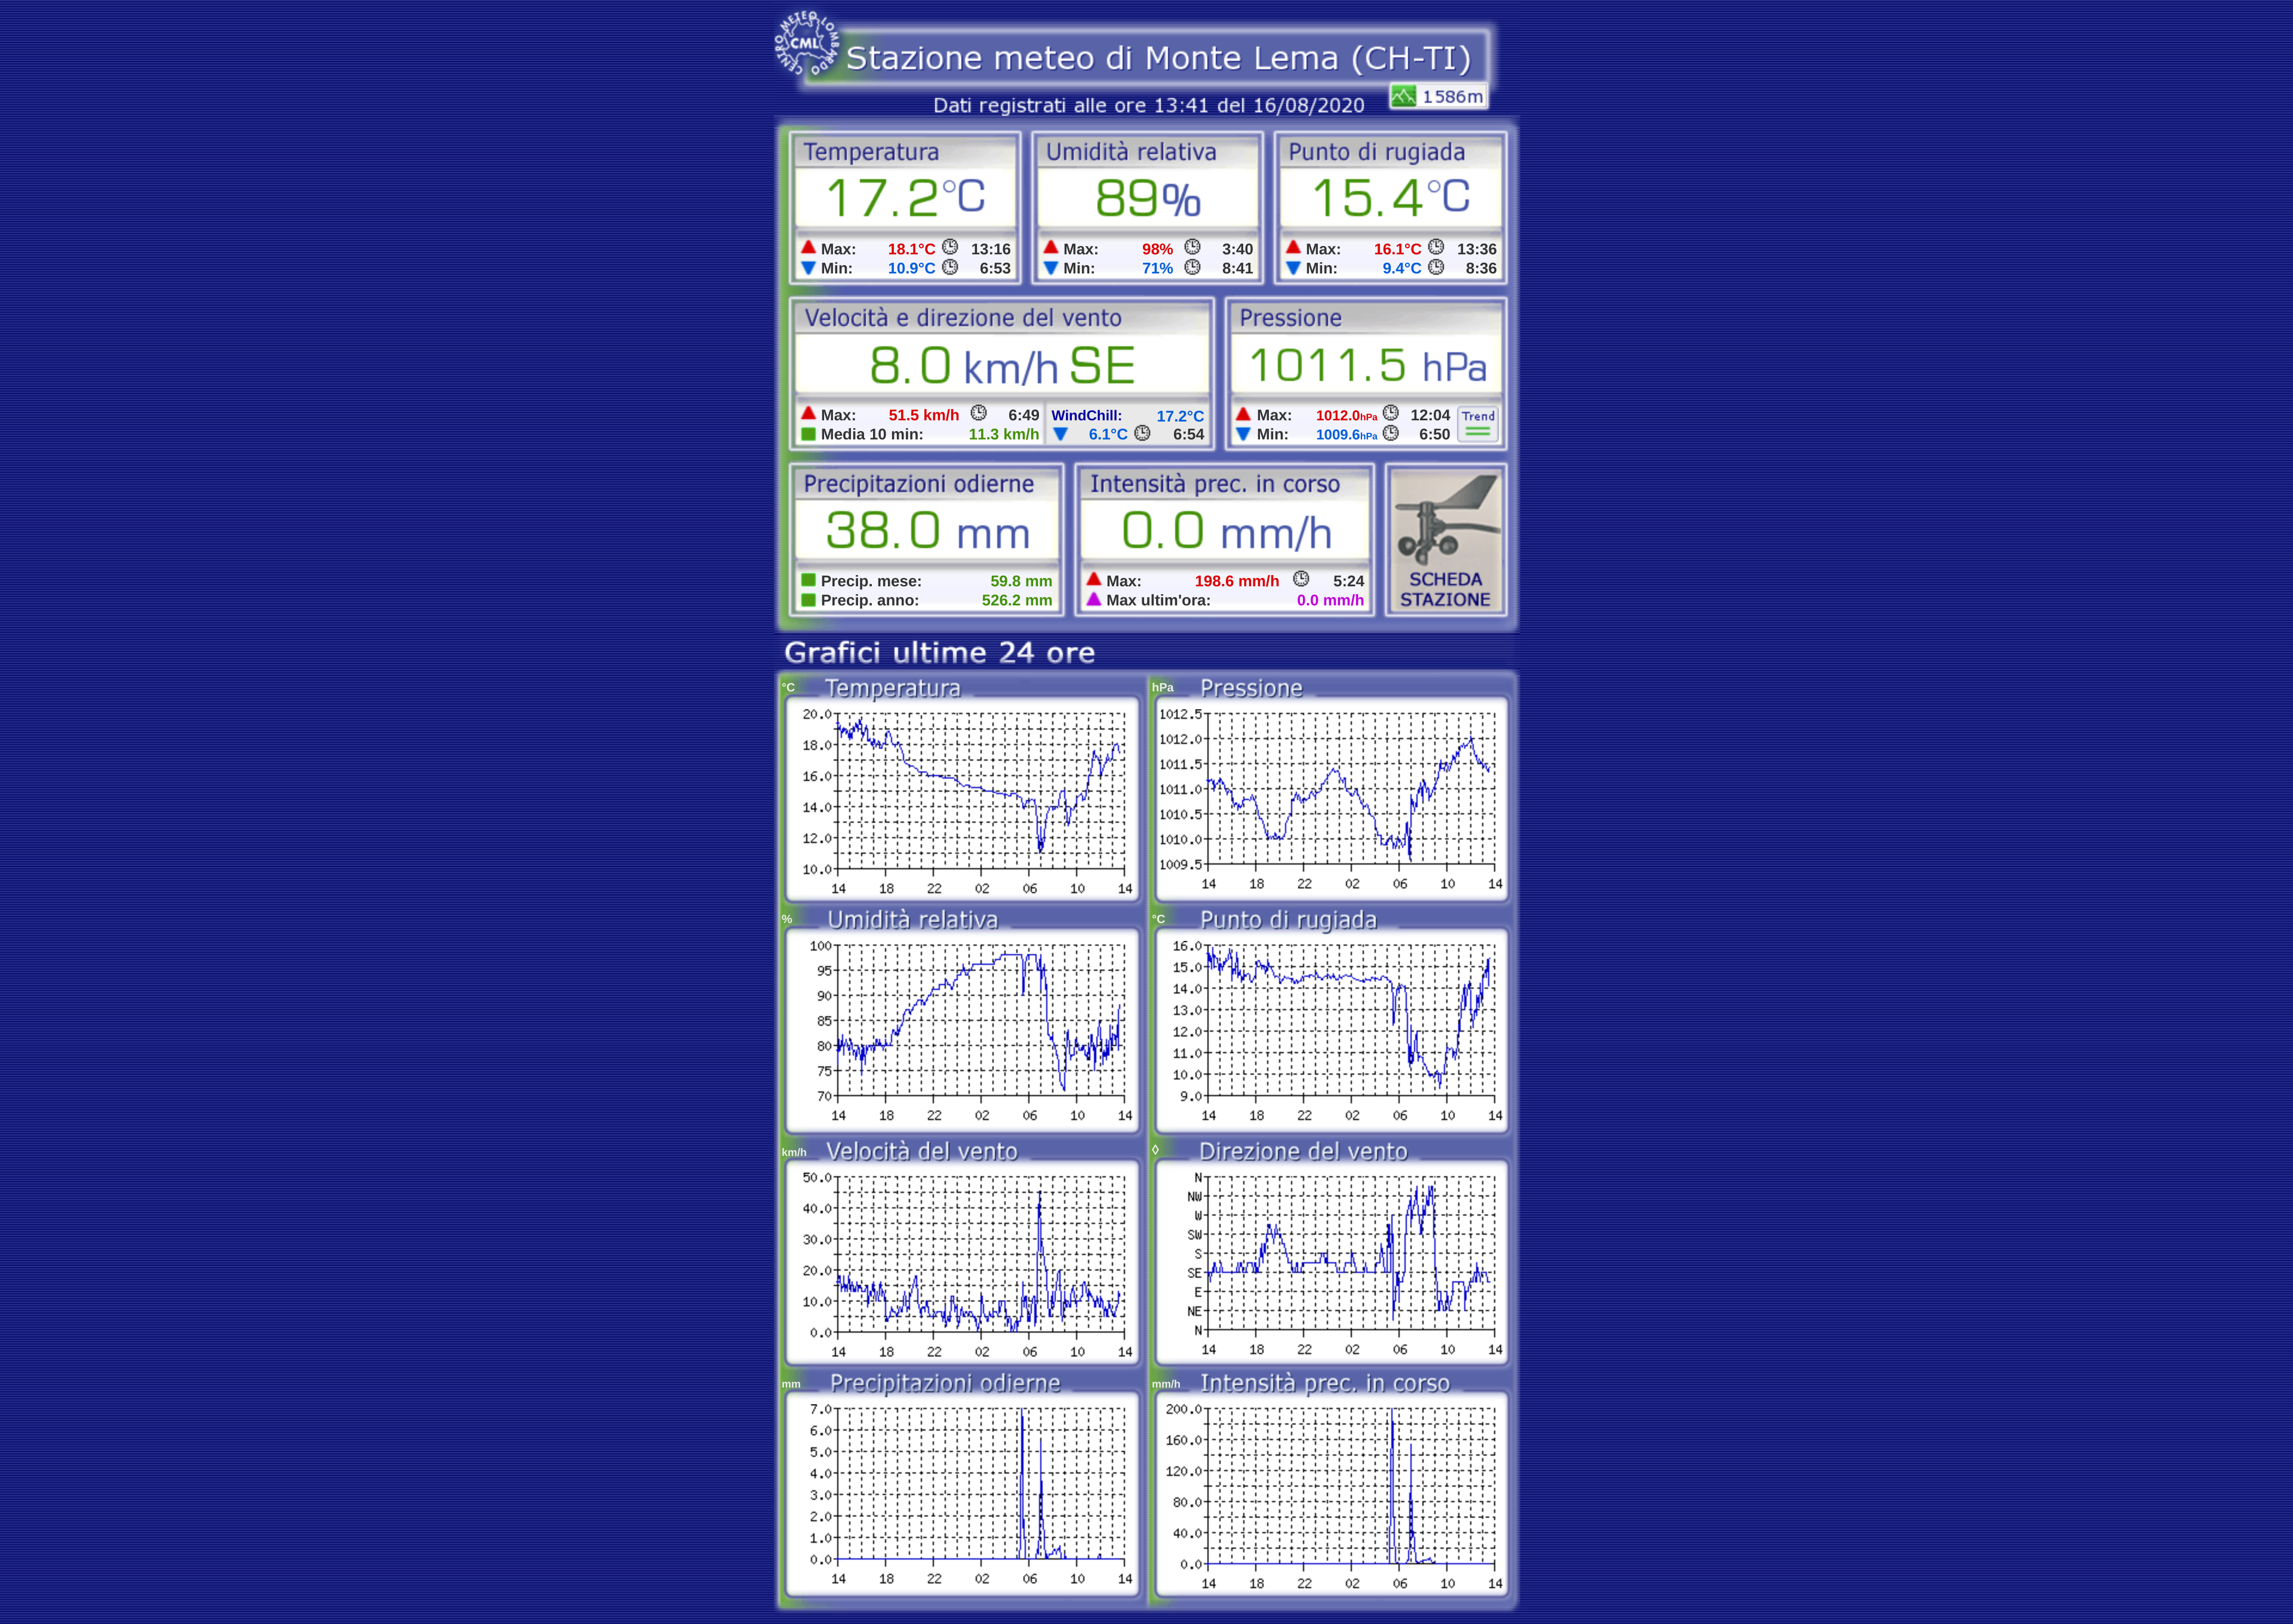 CENTRO METEO LOMBARDO
CML
Stazione meteo di Monte Lema (CH-TI)
1586m
Dati registrati alle ore 13:41 del 16/08/2020
Temperatura
17.2°C
Max: 18.1°C 13:16
Min: 10.9°C 6:53
Umidità relativa
89%
Max: 98% 3:40
Min: 71% 8:41
Punto di rugiada
15.4°C
Max: 16.1°C 13:36
Min: 9.4°C 8:36
Velocità e direzione del vento
8.0 km/h SE
Max: 51.5 km/h 6:49
Media 10 min: 11.3 km/h
WindChill: 17.2°C
6.1°C 6:54
Pressione
1011.5 hPa
Max: 1012.0hPa 12:04
Min: 1009.6hPa 6:50
Trend
Precipitazioni odierne
38.0 mm
Precip. mese: 59.8 mm
Precip. anno: 526.2 mm
Intensità prec. in corso
0.0 mm/h
Max: 198.6 mm/h 5:24
Max ultim'ora: 0.0 mm/h
SCHEDA
STAZIONE
Grafici ultime 24 ore
°C Temperatura
20.0
18.0
16.0
14.0
12.0
10.0
14 18 22 02 06 10 14
hPa Pressione
1012.5
1012.0
1011.5
1011.0
1010.5
1010.0
1009.5
14 18 22 02 06 10 14
% Umidità relativa
100
95
90
85
80
75
70
14 18 22 02 06 10 14
°C Punto di rugiada
16.0
15.0
14.0
13.0
12.0
11.0
10.0
9.0
14 18 22 02 06 10 14
km/h Velocità del vento
50.0
40.0
30.0
20.0
10.0
0.0
14 18 22 02 06 10 14
◊ Direzione del vento
N
NW
W
SW
S
SE
E
NE
N
14 18 22 02 06 10 14
mm Precipitazioni odierne
7.0
6.0
5.0
4.0
3.0
2.0
1.0
0.0
14 18 22 02 06 10 14
mm/h Intensità prec. in corso
200.0
160.0
120.0
80.0
40.0
0.0
14 18 22 02 06 10 14